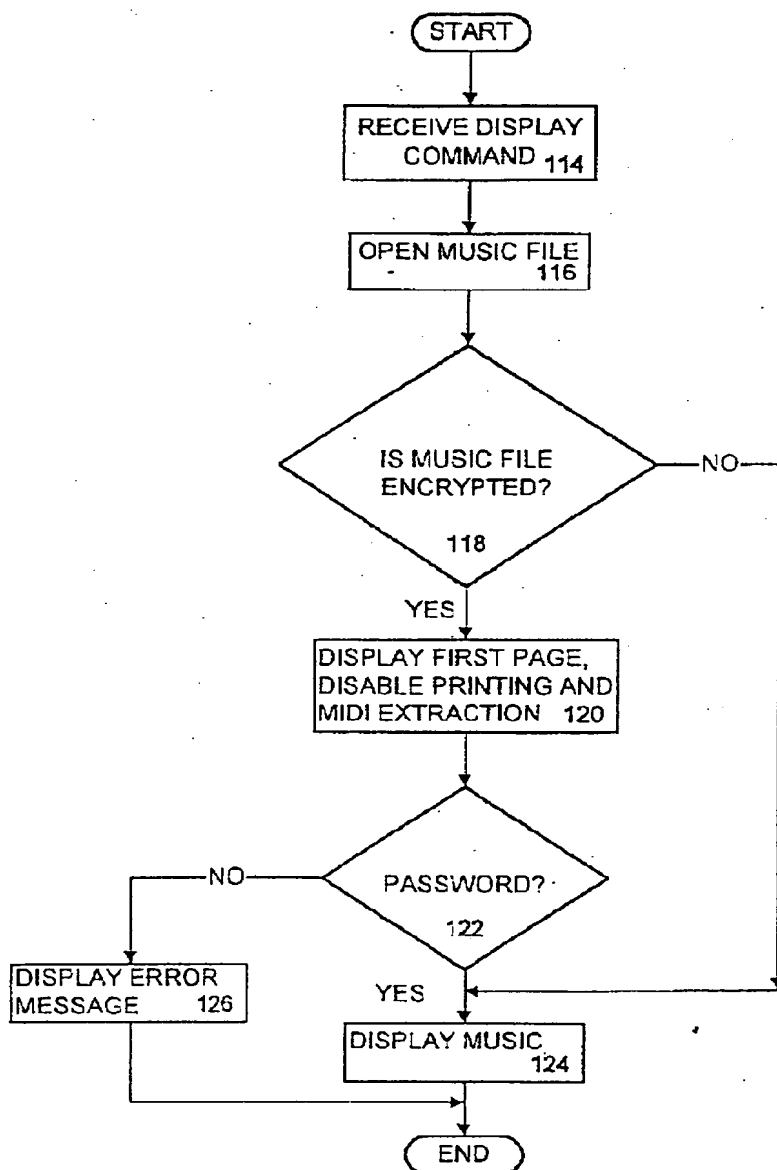 START
RECEIVE DISPLAY
COMMAND 114
OPEN MUSIC FILE
116
IS MUSIC FILE
ENCRYPTED?
NO
118
YES
DISPLAY FIRST PAGE,
DISABLE PRINTING AND
MIDI EXTRACTION 120
NO
PASSWORD?
122
DISPLAY ERROR
MESSAGE 126
YES
DISPLAY MUSIC
124
END